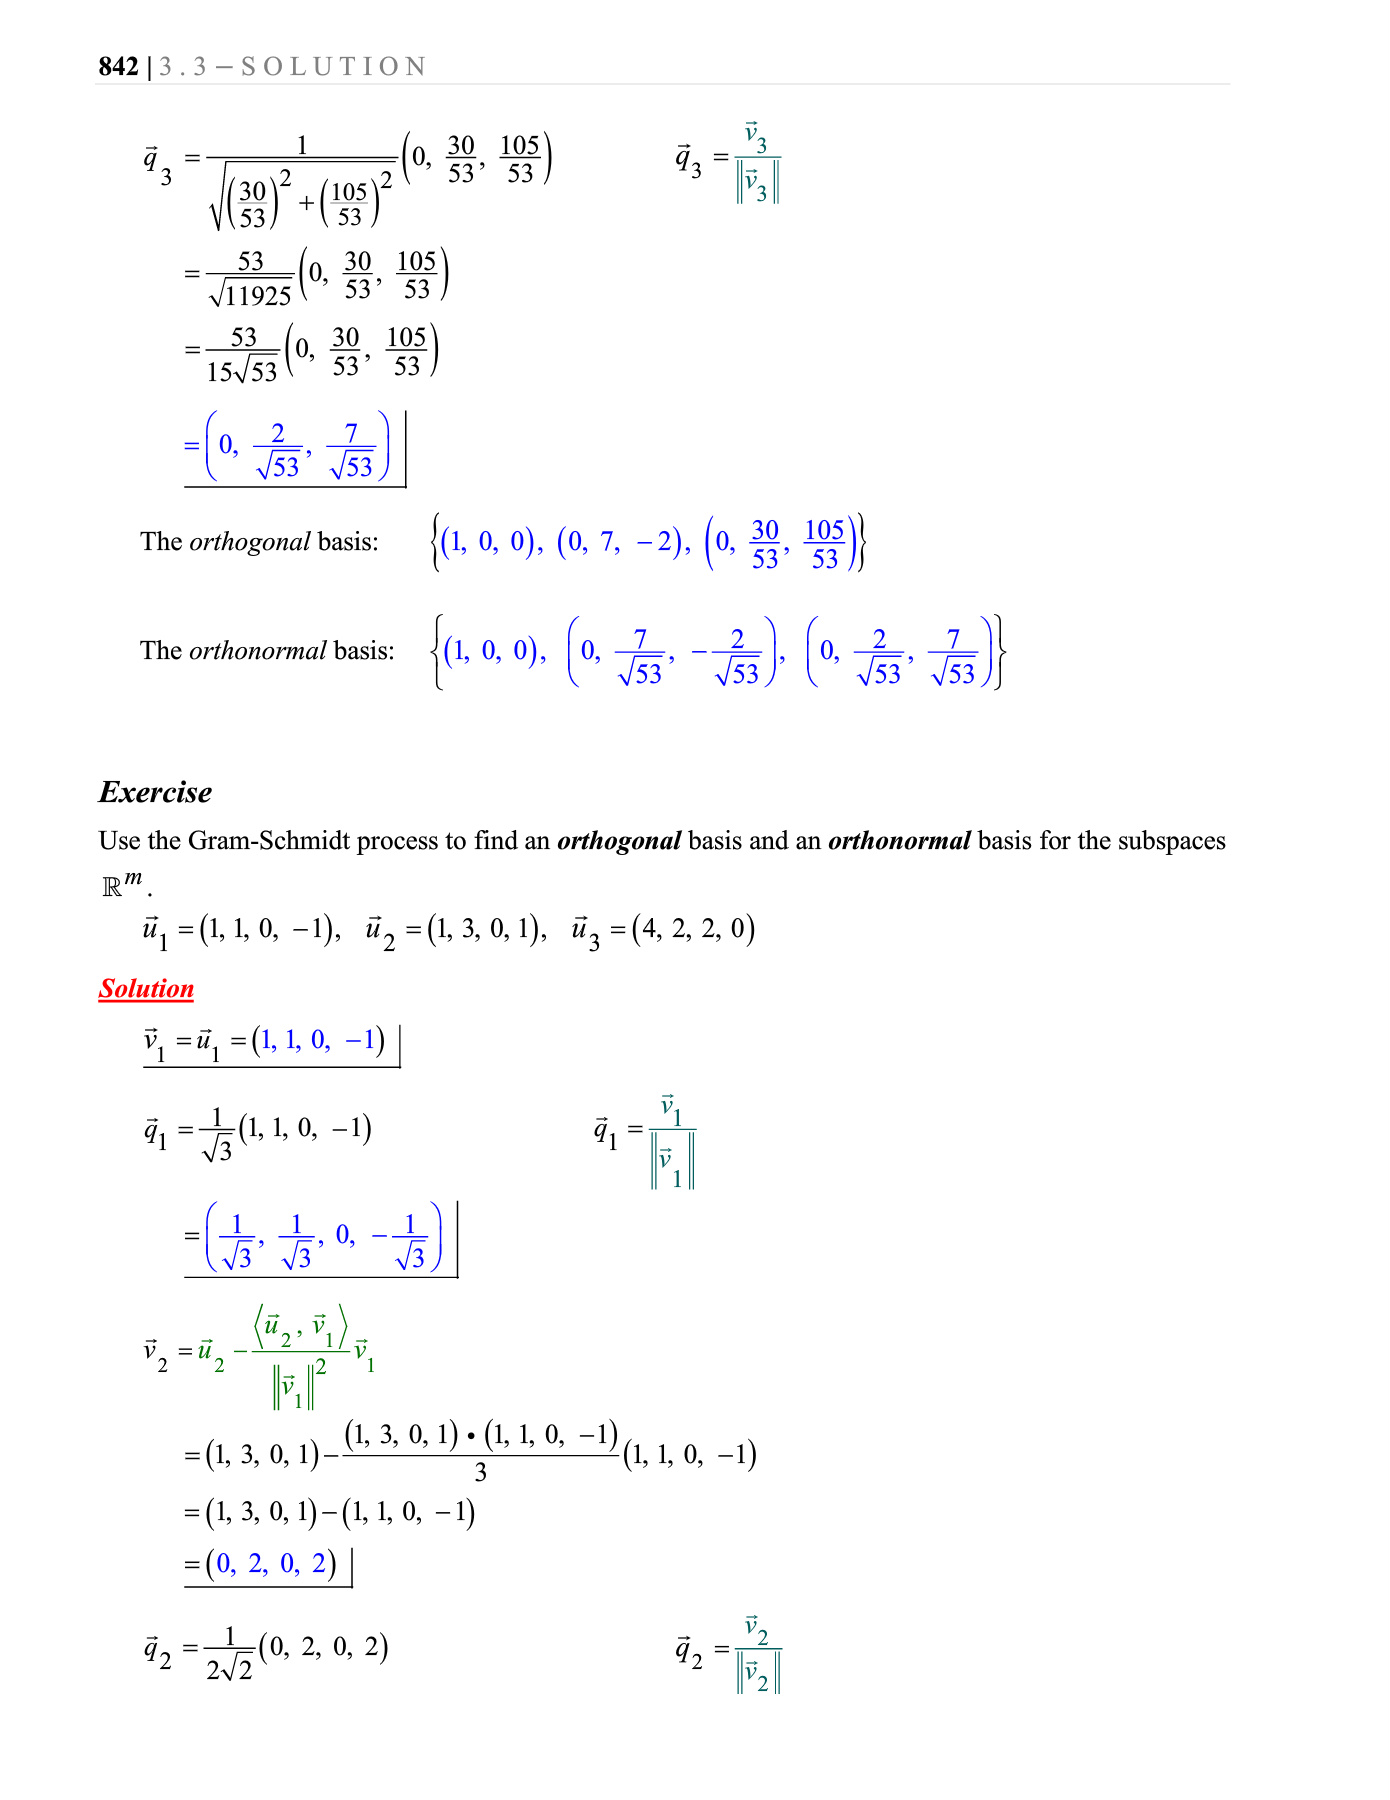 842 | 3 . 3 – S O L U T I O N
$\vec{q}_3 = \frac{1}{\sqrt{\left(\frac{30}{53}\right)^2 + \left(\frac{105}{53}\right)^2}} \left(0, \frac{30}{53}, \frac{105}{53}\right)$ $\vec{q}_3 = \frac{\vec{v}_3}{\|\vec{v}_3\|}$
$= \frac{53}{\sqrt{11925}} \left(0, \frac{30}{53}, \frac{105}{53}\right)$
$= \frac{53}{15\sqrt{53}} \left(0, \frac{30}{53}, \frac{105}{53}\right)$
$= \left(0, \frac{2}{\sqrt{53}}, \frac{7}{\sqrt{53}}\right)$
The orthogonal basis: $\left\{(1, 0, 0), (0, 7, -2), \left(0, \frac{30}{53}, \frac{105}{53}\right)\right\}$
The orthonormal basis: $\left\{(1, 0, 0), \left(0, \frac{7}{\sqrt{53}}, -\frac{2}{\sqrt{53}}\right), \left(0, \frac{2}{\sqrt{53}}, \frac{7}{\sqrt{53}}\right)\right\}$
Exercise
Use the Gram-Schmidt process to find an orthogonal basis and an orthonormal basis for the subspaces
$\mathbb{R}^m$.
$\vec{u}_1 = (1, 1, 0, -1), \vec{u}_2 = (1, 3, 0, 1), \vec{u}_3 = (4, 2, 2, 0)$
Solution
$\vec{v}_1 = \vec{u}_1 = (1, 1, 0, -1)$
$\vec{q}_1 = \frac{1}{\sqrt{3}} (1, 1, 0, -1)$ $\vec{q}_1 = \frac{\vec{v}_1}{\|\vec{v}_1\|}$
$= \left(\frac{1}{\sqrt{3}}, \frac{1}{\sqrt{3}}, 0, -\frac{1}{\sqrt{3}}\right)$
$\vec{v}_2 = \vec{u}_2 - \frac{\langle \vec{u}_2, \vec{v}_1 \rangle}{\|\vec{v}_1\|^2} \vec{v}_1$
$= (1, 3, 0, 1) - \frac{(1, 3, 0, 1) \bullet (1, 1, 0, -1)}{3} (1, 1, 0, -1)$
$= (1, 3, 0, 1) - (1, 1, 0, -1)$
$= (0, 2, 0, 2)$
$\vec{q}_2 = \frac{1}{2\sqrt{2}} (0, 2, 0, 2)$ $\vec{q}_2 = \frac{\vec{v}_2}{\|\vec{v}_2\|}$